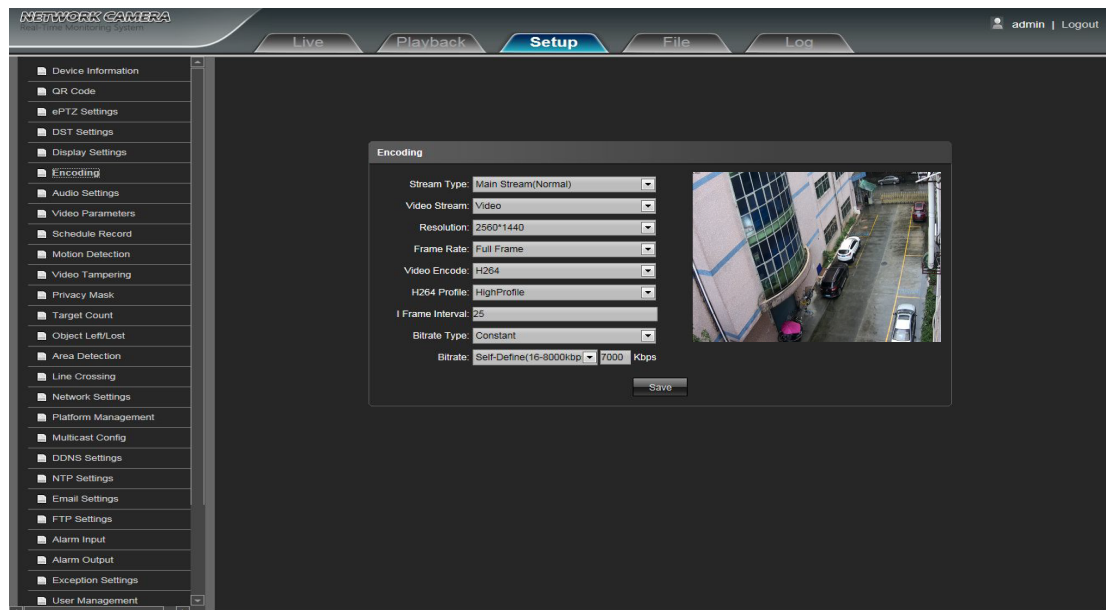 NETWORK CAMERA
Real-Time Monitoring System
admin | Logout
Live
Playback
Setup
File
Log
Device Information
QR Code
ePTZ Settings
DST Settings
Display Settings
Encoding
Audio Settings
Video Parameters
Schedule Record
Motion Detection
Video Tampering
Privacy Mask
Target Count
Object Left/Lost
Area Detection
Line Crossing
Network Settings
Platform Management
Multicast Config
DDNS Settings
NTP Settings
Email Settings
FTP Settings
Alarm Input
Alarm Output
Exception Settings
User Management
Encoding
Stream Type: Main Stream(Normal)
Video Stream: Video
Resolution: 2560*1440
Frame Rate: Full Frame
Video Encode: H264
H264 Profile: HighProfile
I Frame Interval: 25
Bitrate Type: Constant
Bitrate: Self-Define(16-8000kbp 7000 Kbps
Save